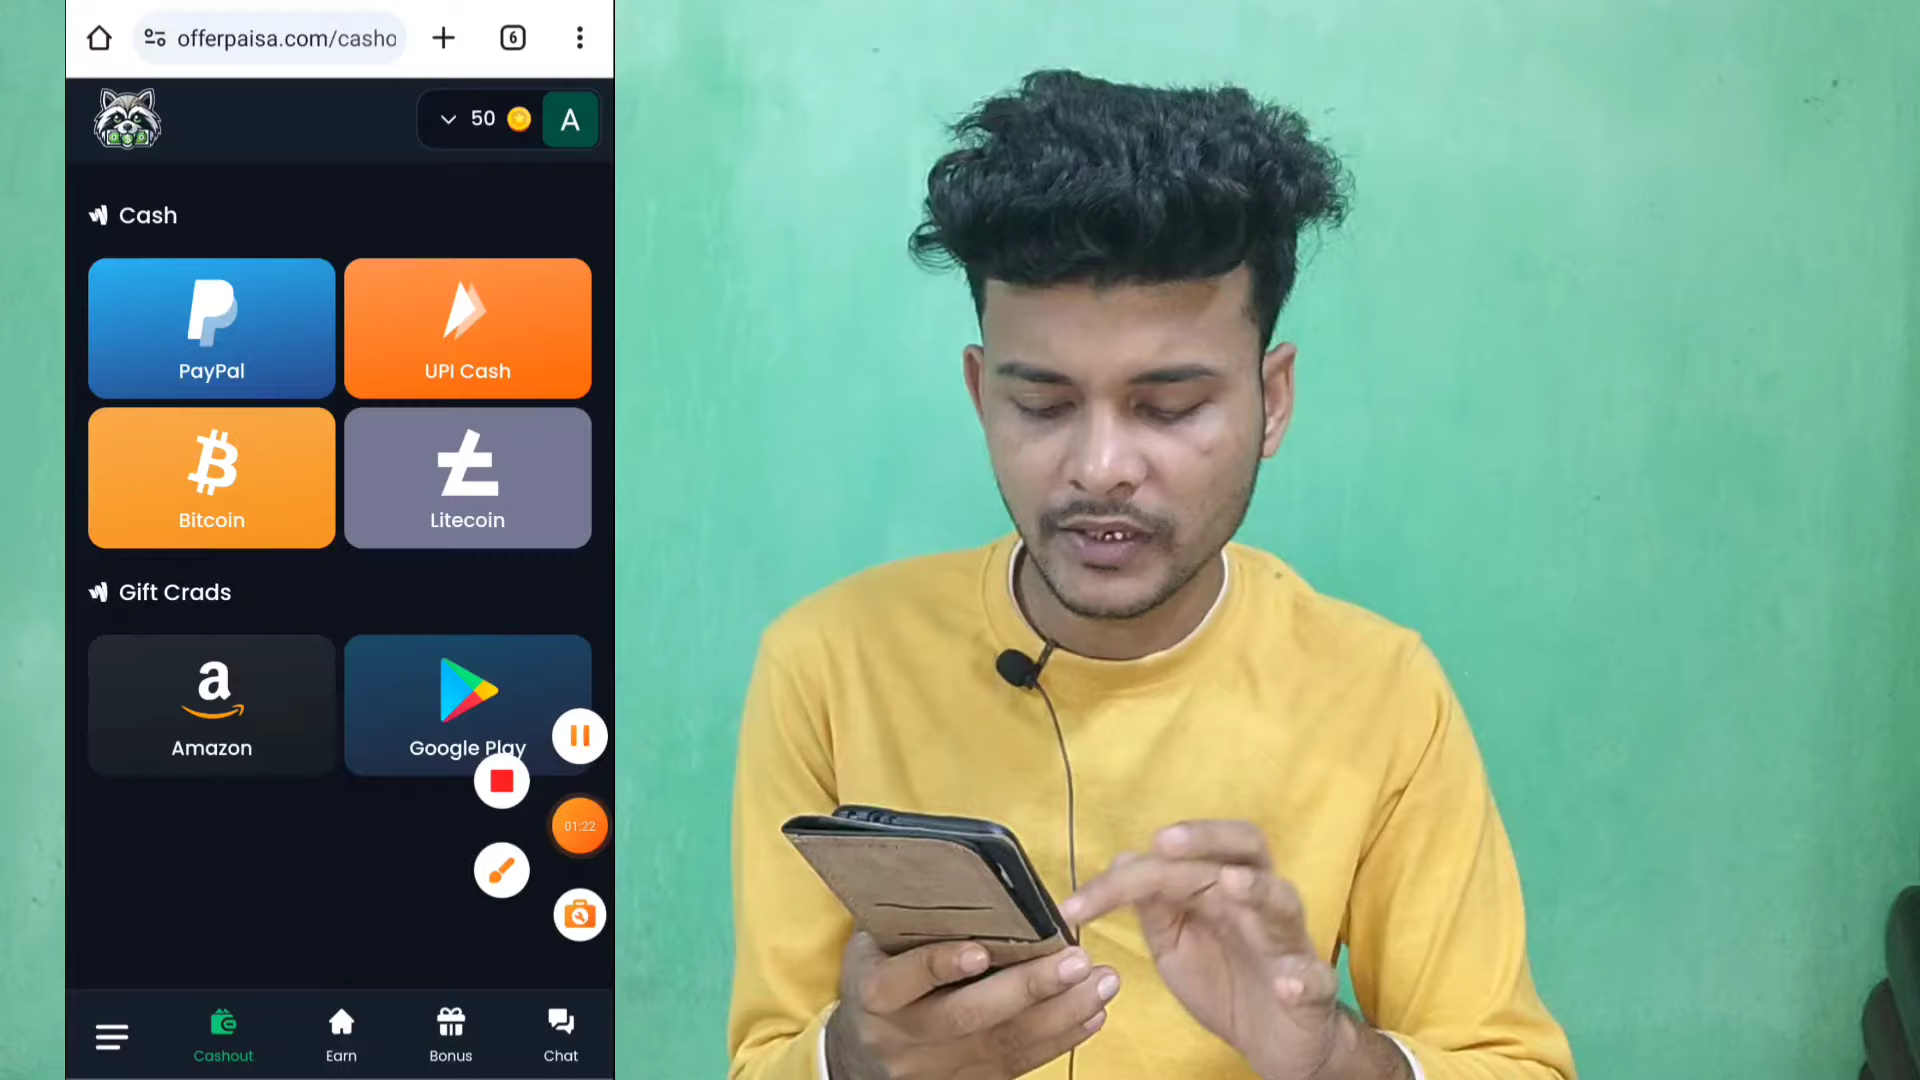 offerpaisa.com/casho
6
50
A
Cash
PayPal
UPI Cash
Bitcoin
Litecoin
Gift Crads
a
Amazon
Google Play
01:22
Cashout
Earn
Bonus
Chat